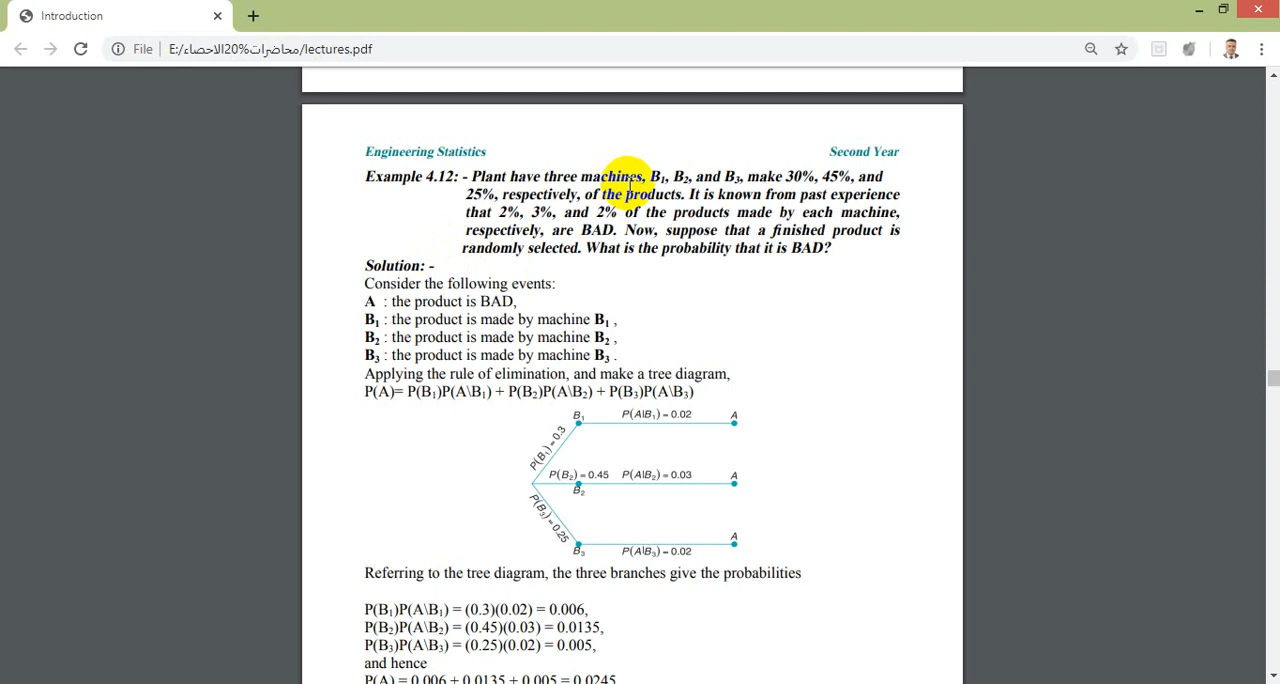 Introduction
File
E:/محاضرات%20الاحصاء/lectures.pdf
Engineering Statistics
Second Year
Example 4.12: - Plant have three machines, B1, B2, and B3, make 30%, 45%, and
25%, respectively, of the products. It is known from past experience
that 2%, 3%, and 2% of the products made by each machine,
respectively, are BAD. Now, suppose that a finished product is
randomly selected. What is the probability that it is BAD?
Solution: -
Consider the following events:
A : the product is BAD,
B1 : the product is made by machine B1 ,
B2 : the product is made by machine B2 ,
B3 : the product is made by machine B3 .
Applying the rule of elimination, and make a tree diagram,
P(A)= P(B1)P(A\B1) + P(B2)P(A\B2) + P(B3)P(A\B3)
B1 P(A|B1) = 0.02 A
P(B1) = 0.3
P(B2) = 0.45 P(A|B2) = 0.03 A
B2
P(B3) = 0.25
B3 P(A|B3) = 0.02 A
Referring to the tree diagram, the three branches give the probabilities
P(B1)P(A\B1) = (0.3)(0.02) = 0.006,
P(B2)P(A\B2) = (0.45)(0.03) = 0.0135,
P(B3)P(A\B3) = (0.25)(0.02) = 0.005,
and hence
P(A) = 0.006 + 0.0135 + 0.005 = 0.0245